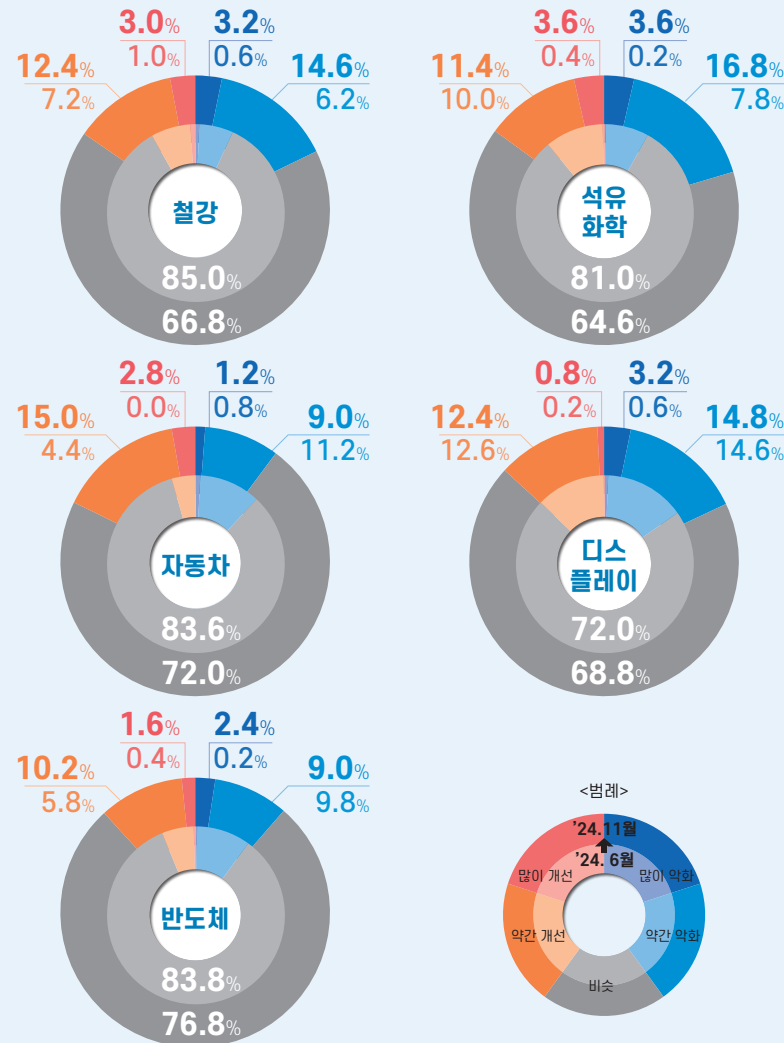 3.0% 3.2%
12.4% 1.0% 0.6% 14.6%
7.2% 6.2%
철강
85.0%
66.8%
3.6% 3.6%
11.4% 0.4% 0.2% 16.8%
10.0% 7.8%
석유
화학
81.0%
64.6%
2.8% 1.2%
15.0% 0.0% 0.8% 9.0%
4.4% 11.2%
자동차
83.6%
72.0%
0.8% 3.2%
12.4% 0.2% 0.6% 14.8%
12.6% 14.6%
디스
플레이
72.0%
68.8%
1.6% 2.4%
10.2% 0.4% 0.2% 9.0%
5.8% 9.8%
반도체
83.8%
76.8%
<범례>
’24.11월
’24. 6월
많이 개선 많이 악화
약간 개선 약간 악화
비슷